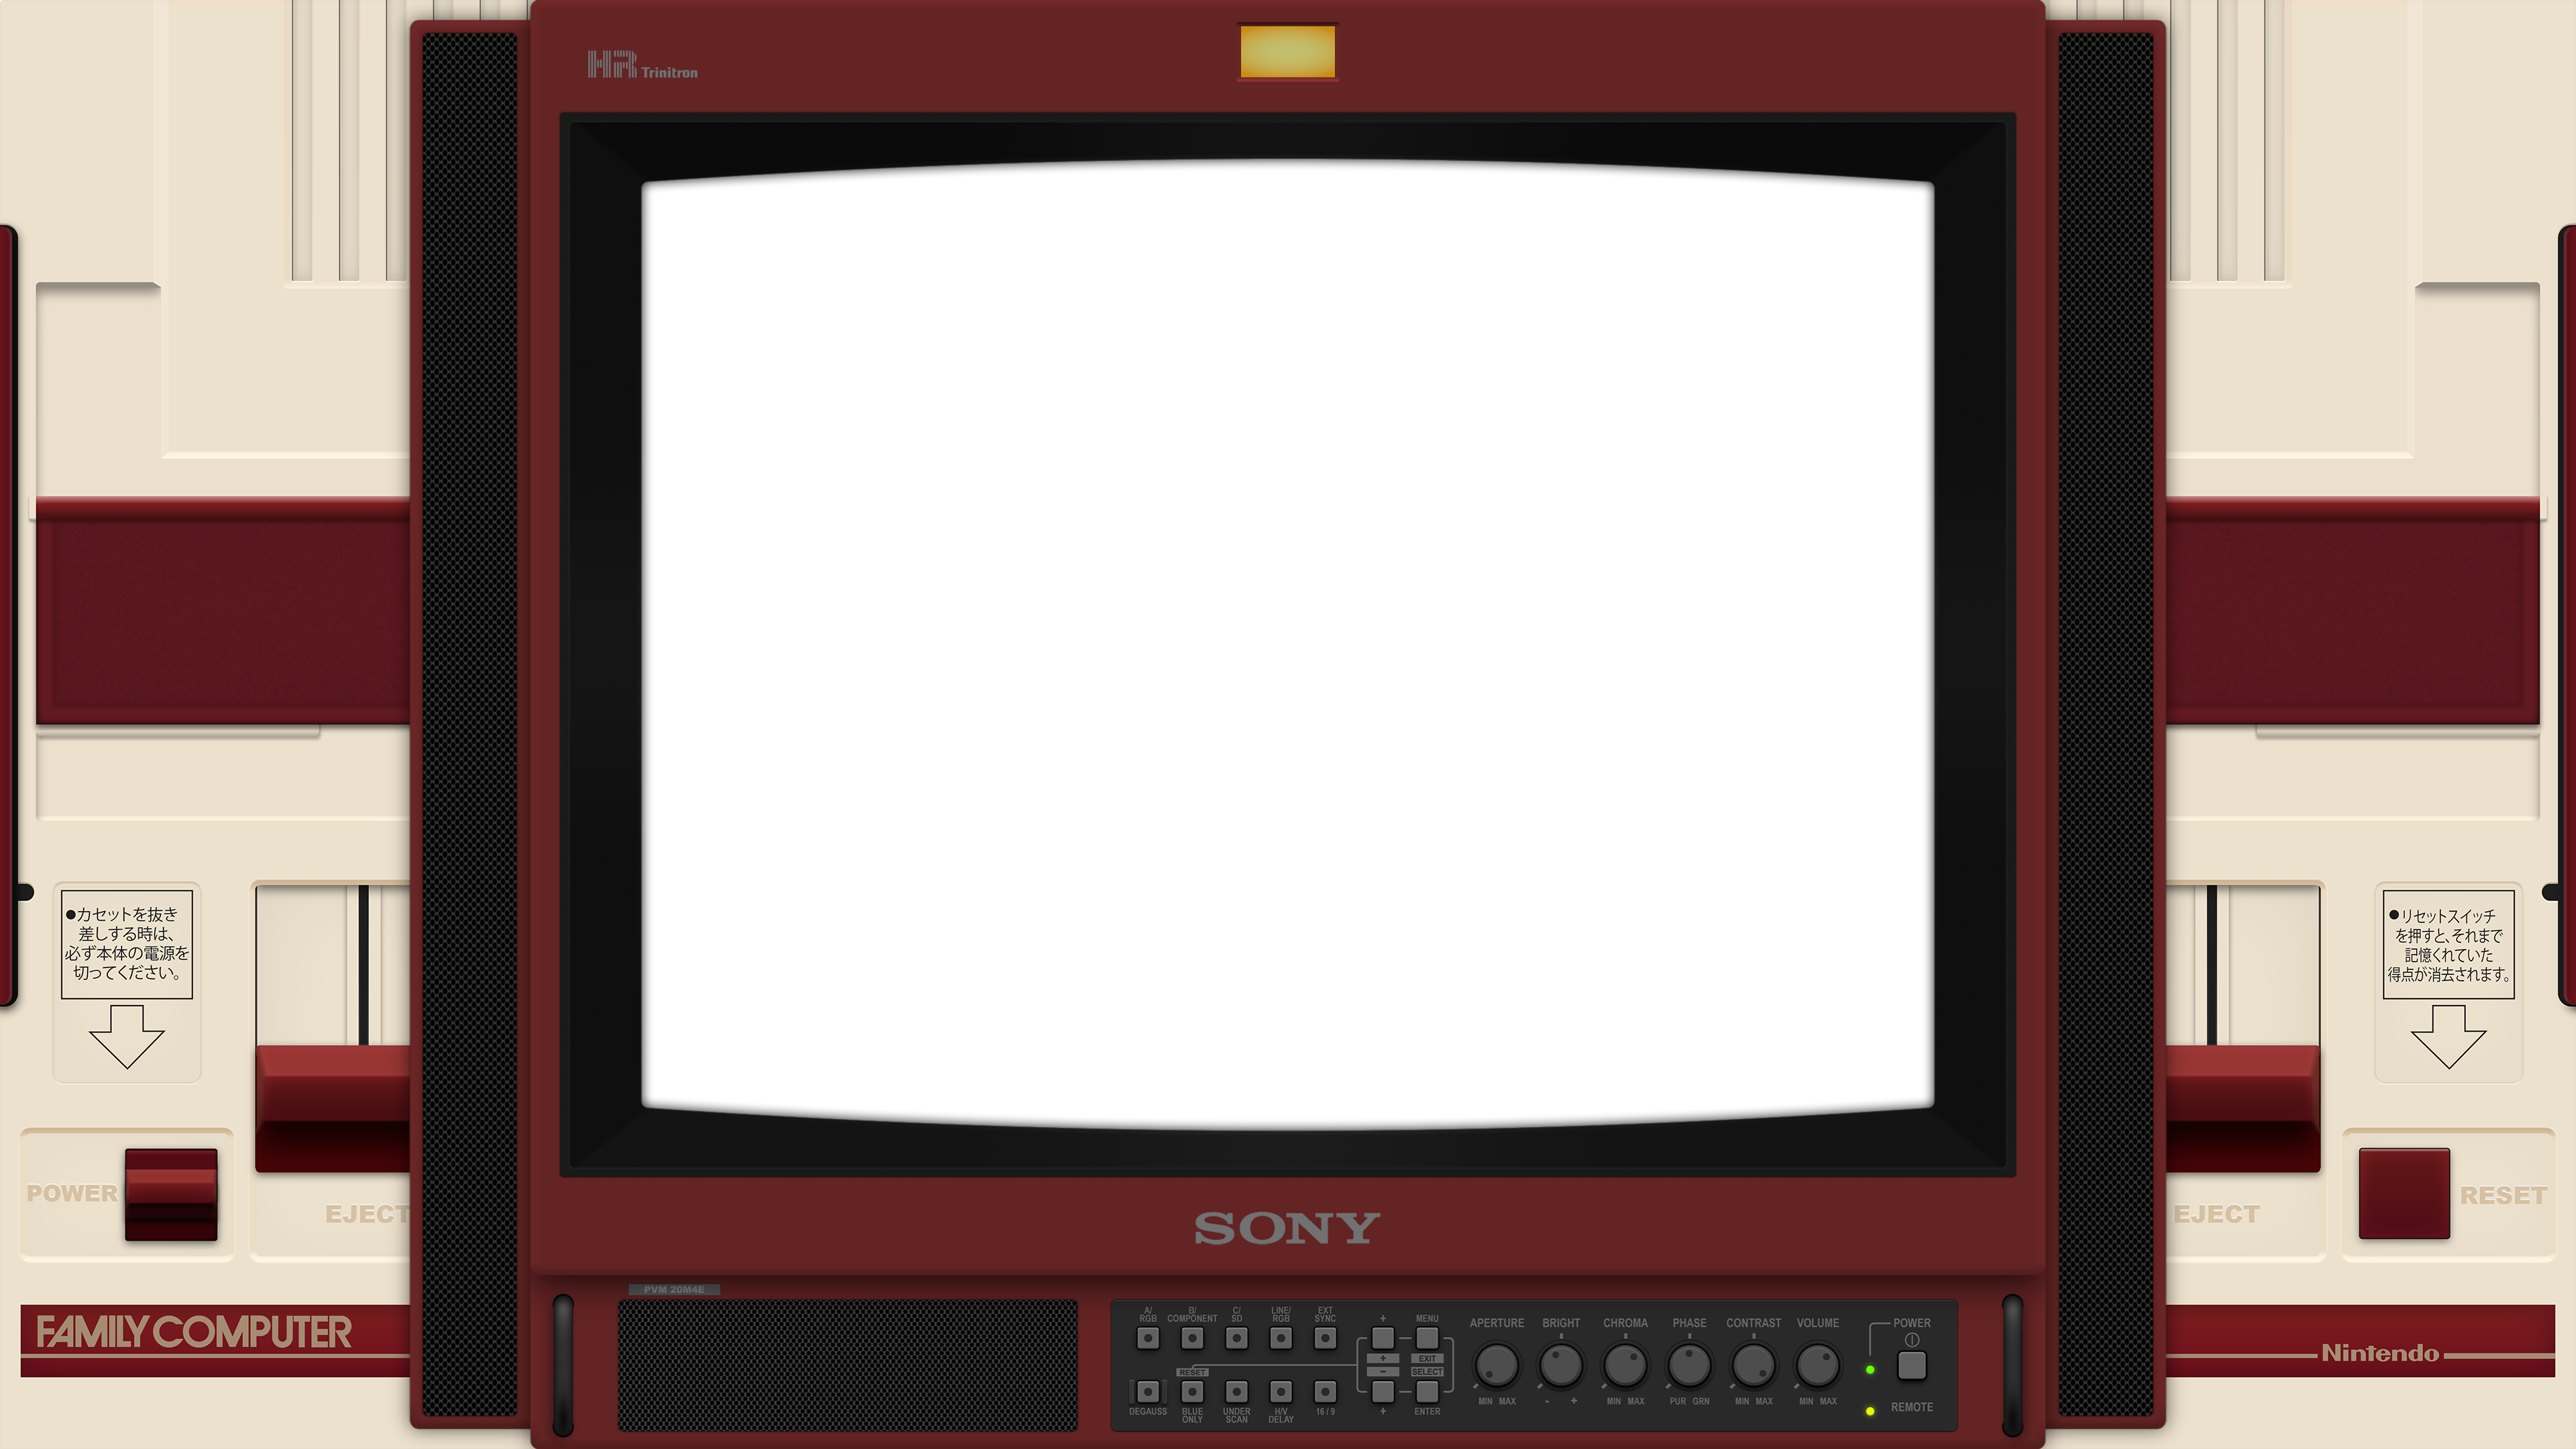 HR Trinitron
●カセットを抜き
差しする時は、
必ず本体の電源を
切ってください。
POWER
EJECT
FAMILY COMPUTER
SONY
PVM 20M4E
A/ RGB
B/ COMPONENT
C/ SD
LINE/ RGB
EXT SYNC
+
MENU
+
EXIT
RESET
−
SELECT
DEGAUSS
BLUE ONLY
UNDER SCAN
H/V DELAY
16 / 9
+
ENTER
APERTURE
BRIGHT
CHROMA
PHASE
CONTRAST
VOLUME
MIN MAX
- +
MIN MAX
PUR GRN
MIN MAX
MIN MAX
POWER
REMOTE
●リセットスイッチ
を押すと、それまで
記憶くれていた
得点が消去されます。
EJECT
RESET
Nintendo